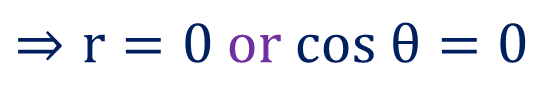 ⇒ r = 0 or cos θ = 0